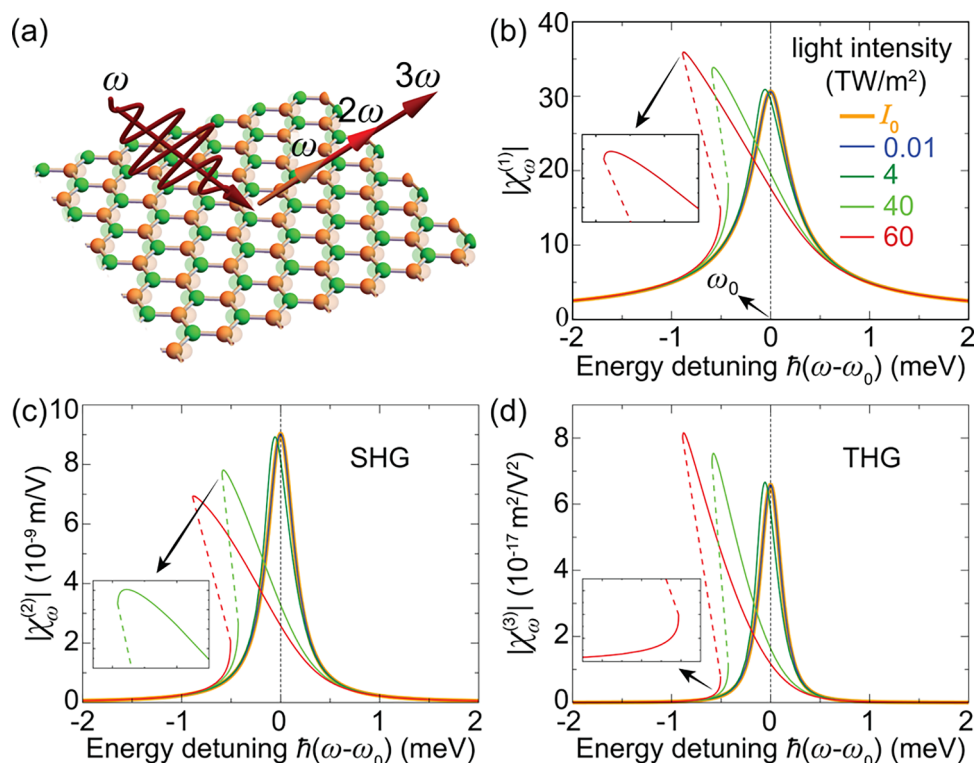 (a)
ω
ω
2ω
3ω
(b)
light intensity
(TW/m²)
I₀
0.01
4
40
60
|χ_ω^(1)|
40
30
20
10
0
ω₀
-2
-1
0
1
2
Energy detuning ℏ(ω-ω₀) (meV)
(c)
SHG
|χ_ω^(2)| (10⁻⁹ m/V)
10
8
6
4
2
0
-2
-1
0
1
2
Energy detuning ℏ(ω-ω₀) (meV)
(d)
THG
|χ_ω^(3)| (10⁻¹⁷ m²/V²)
8
6
4
2
0
-2
-1
0
1
2
Energy detuning ℏ(ω-ω₀) (meV)